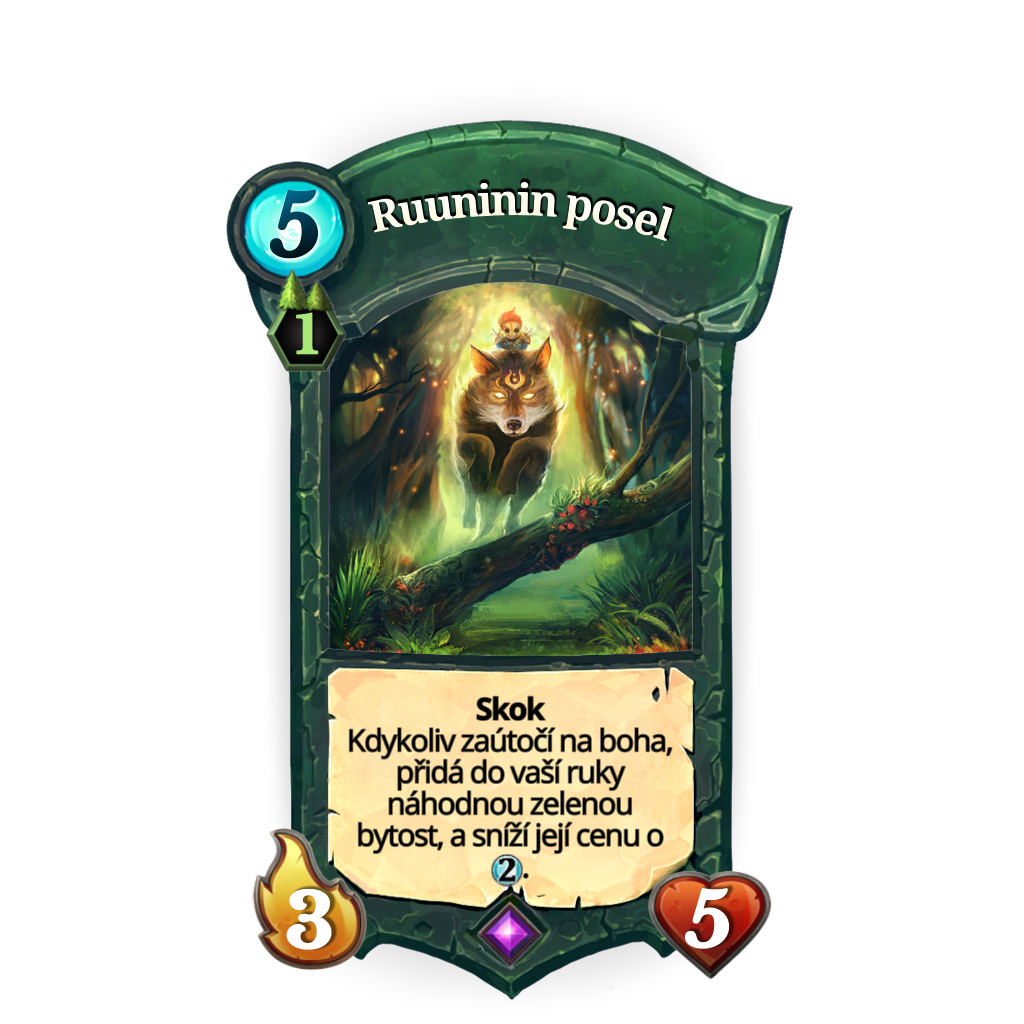 5
Ruuninin posel
1
Skok
Kdykoliv zaútočí na boha,
přidá do vaší ruky
náhodnou zelenou
bytost, a sníží její cenu o
2.
3
5